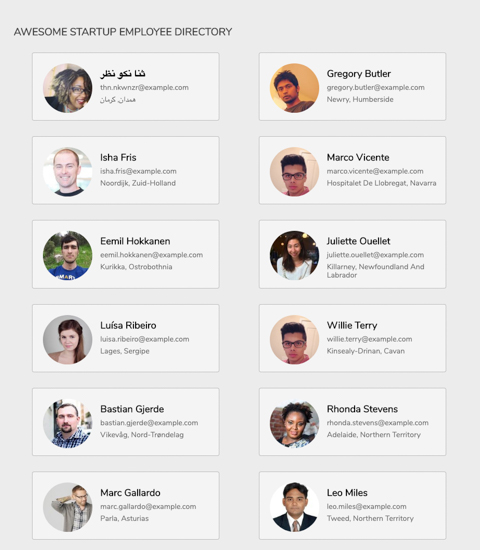 AWESOME STARTUP EMPLOYEE DIRECTORY
ثنا نكو نظر
thn.nkwnzr@example.com
همدان, کرمان
Gregory Butler
gregory.butler@example.com
Newry, Humberside
Isha Fris
isha.fris@example.com
Noordijk, Zuid-Holland
Marco Vicente
marco.vicente@example.com
Hospitalet De Llobregat, Navarra
Eemil Hokkanen
eemil.hokkanen@example.com
Kurikka, Ostrobothnia
Juliette Ouellet
juliette.ouellet@example.com
Killarney, Newfoundland And
Labrador
Luísa Ribeiro
luisa.ribeiro@example.com
Lages, Sergipe
Willie Terry
willie.terry@example.com
Kinsealy-Drinan, Cavan
Bastian Gjerde
bastian.gjerde@example.com
Vikevåg, Nord-Trøndelag
Rhonda Stevens
rhonda.stevens@example.com
Adelaide, Northern Territory
Marc Gallardo
marc.gallardo@example.com
Parla, Asturias
Leo Miles
leo.miles@example.com
Tweed, Northern Territory